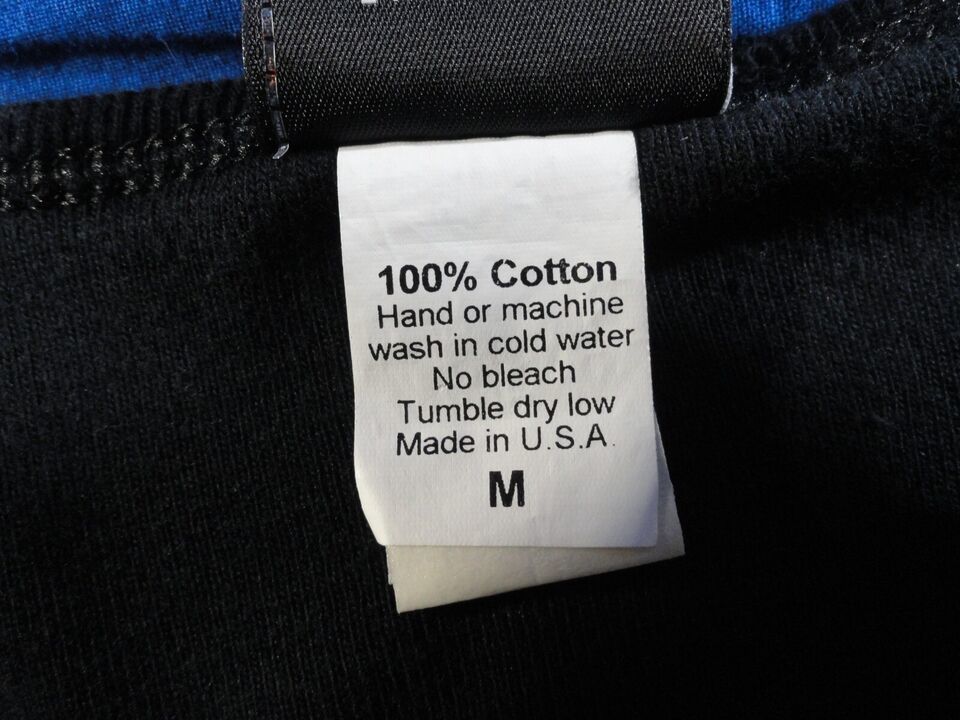 100% Cotton
Hand or machine
wash in cold water
No bleach
Tumble dry low
Made in U.S.A.
M